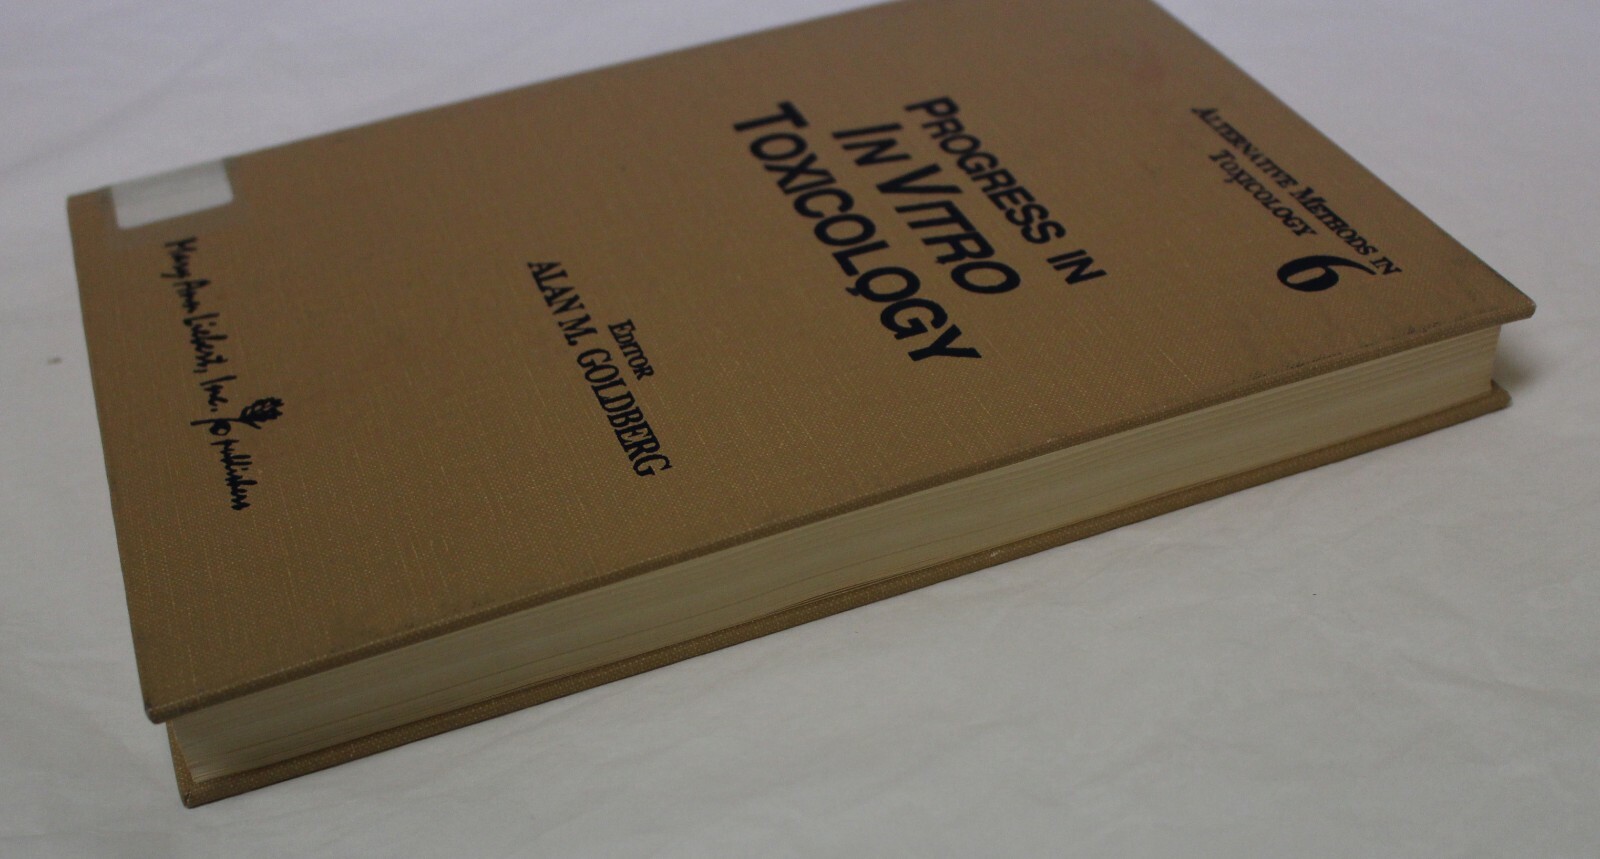 ALTERNATIVE METHODS IN
TOXICOLOGY
6
PROGRESS IN
IN VITRO
TOXICOLOGY
EDITOR
ALAN M. GOLDBERG
Mary Ann Liebert, Inc. publishers